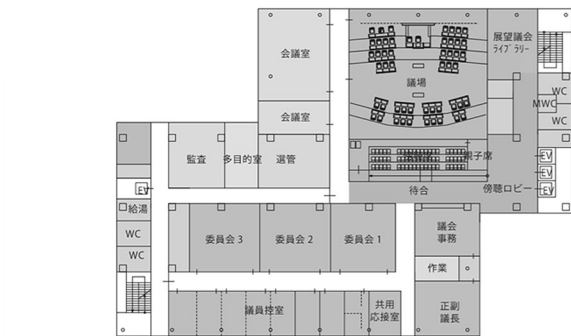 展望議会
ﾗｲﾌﾞﾗﾘｰ
会議室
議場
WC
MWC
WC
会議室
監査
多目的室
選管
親子席
EV
EV
EV
EV
待合
傍聴ロビー
給湯
WC
WC
委員会 3
委員会 2
委員会 1
議会
事務
作業
議員控室
共用
応接室
正副
議長